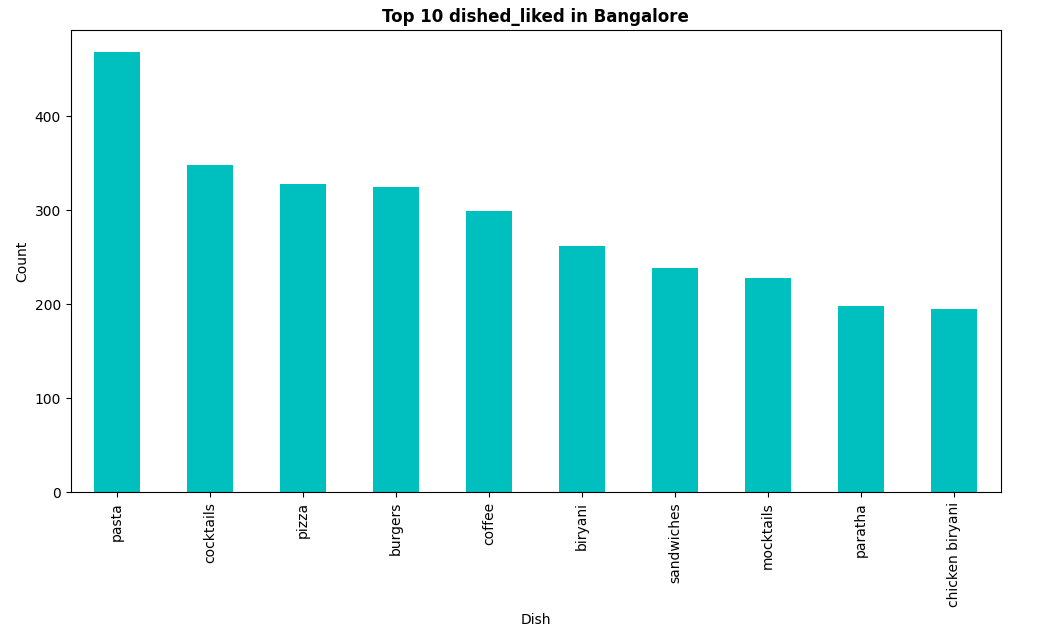 Top 10 dished_liked in Bangalore
Count
400
300
200
100
0
pasta
cocktails
pizza
burgers
coffee
biryani
sandwiches
mocktails
paratha
chicken biryani
Dish